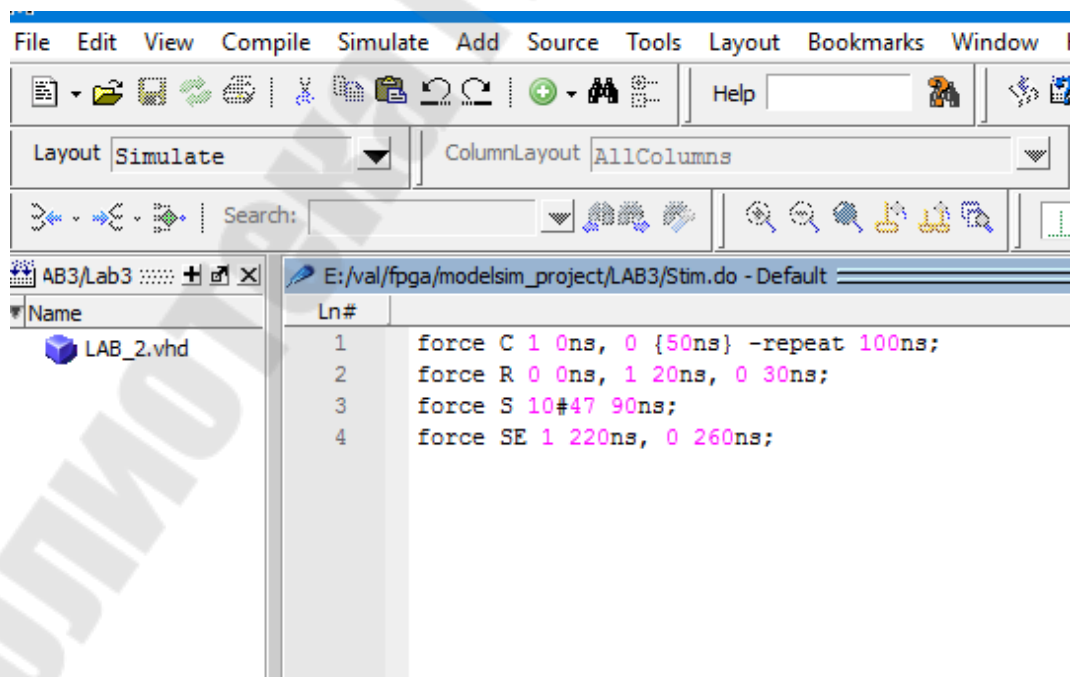 File Edit View Compile Simulate Add Source Tools Layout Bookmarks Window
Help
Layout Simulate ColumnLayout AllColumns
Search:
AB3/Lab3 E:/val/fpga/modelsim_project/LAB3/Stim.do - Default
Name Ln#
LAB_2.vhd
1 force C 1 0ns, 0 {50ns} -repeat 100ns;
2 force R 0 0ns, 1 20ns, 0 30ns;
3 force S 10#47 90ns;
4 force SE 1 220ns, 0 260ns;